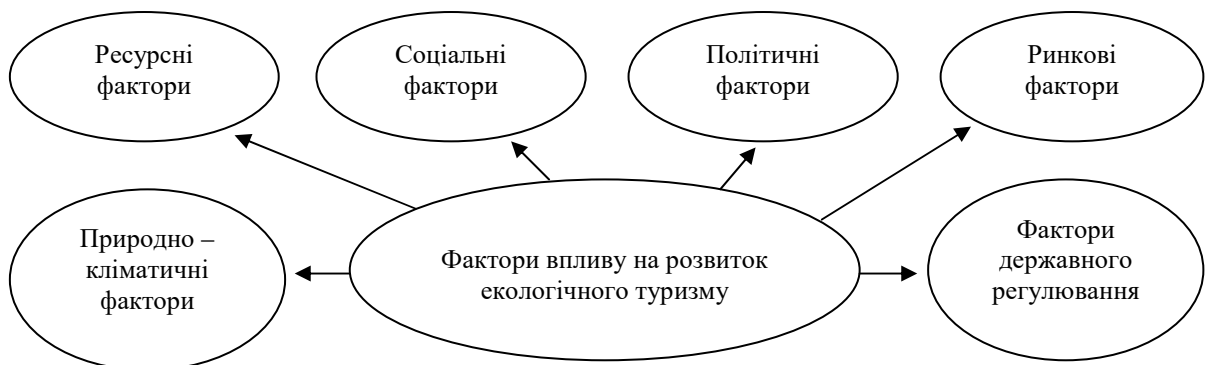 Ресурсні
фактори
Соціальні
фактори
Політичні
фактори
Ринкові
фактори
Природно –
кліматичні
фактори
Фактори впливу на розвиток
екологічного туризму
Фактори
державного
регулювання